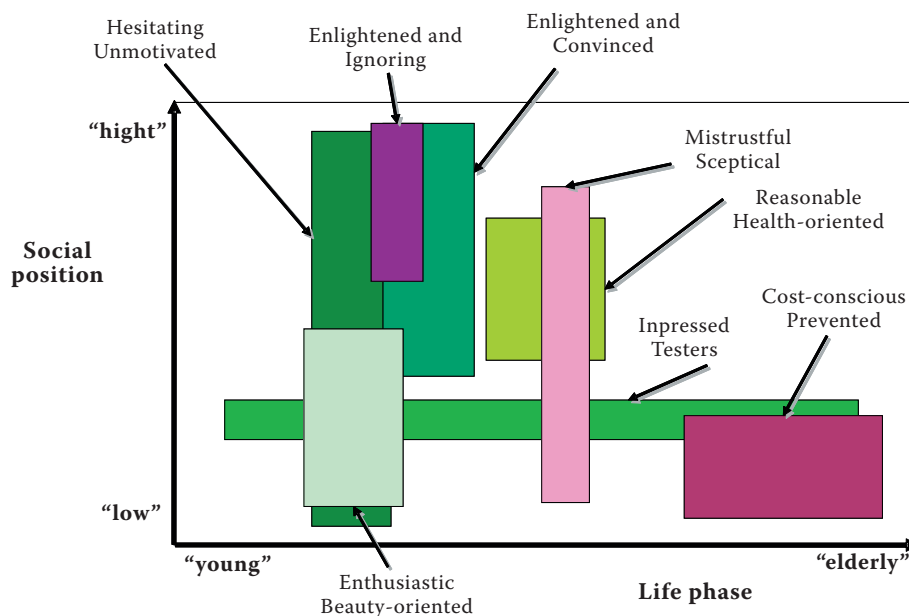 Hesitating
Unmotivated
Enlightened and
Ignoring
Enlightened and
Convinced
“hight”
Mistrustful
Sceptical
Reasonable
Health-oriented
Social
position
Cost-conscious
Prevented
Inpressed
Testers
“low”
“young”
“elderly”
Enthusiastic
Beauty-oriented
Life phase